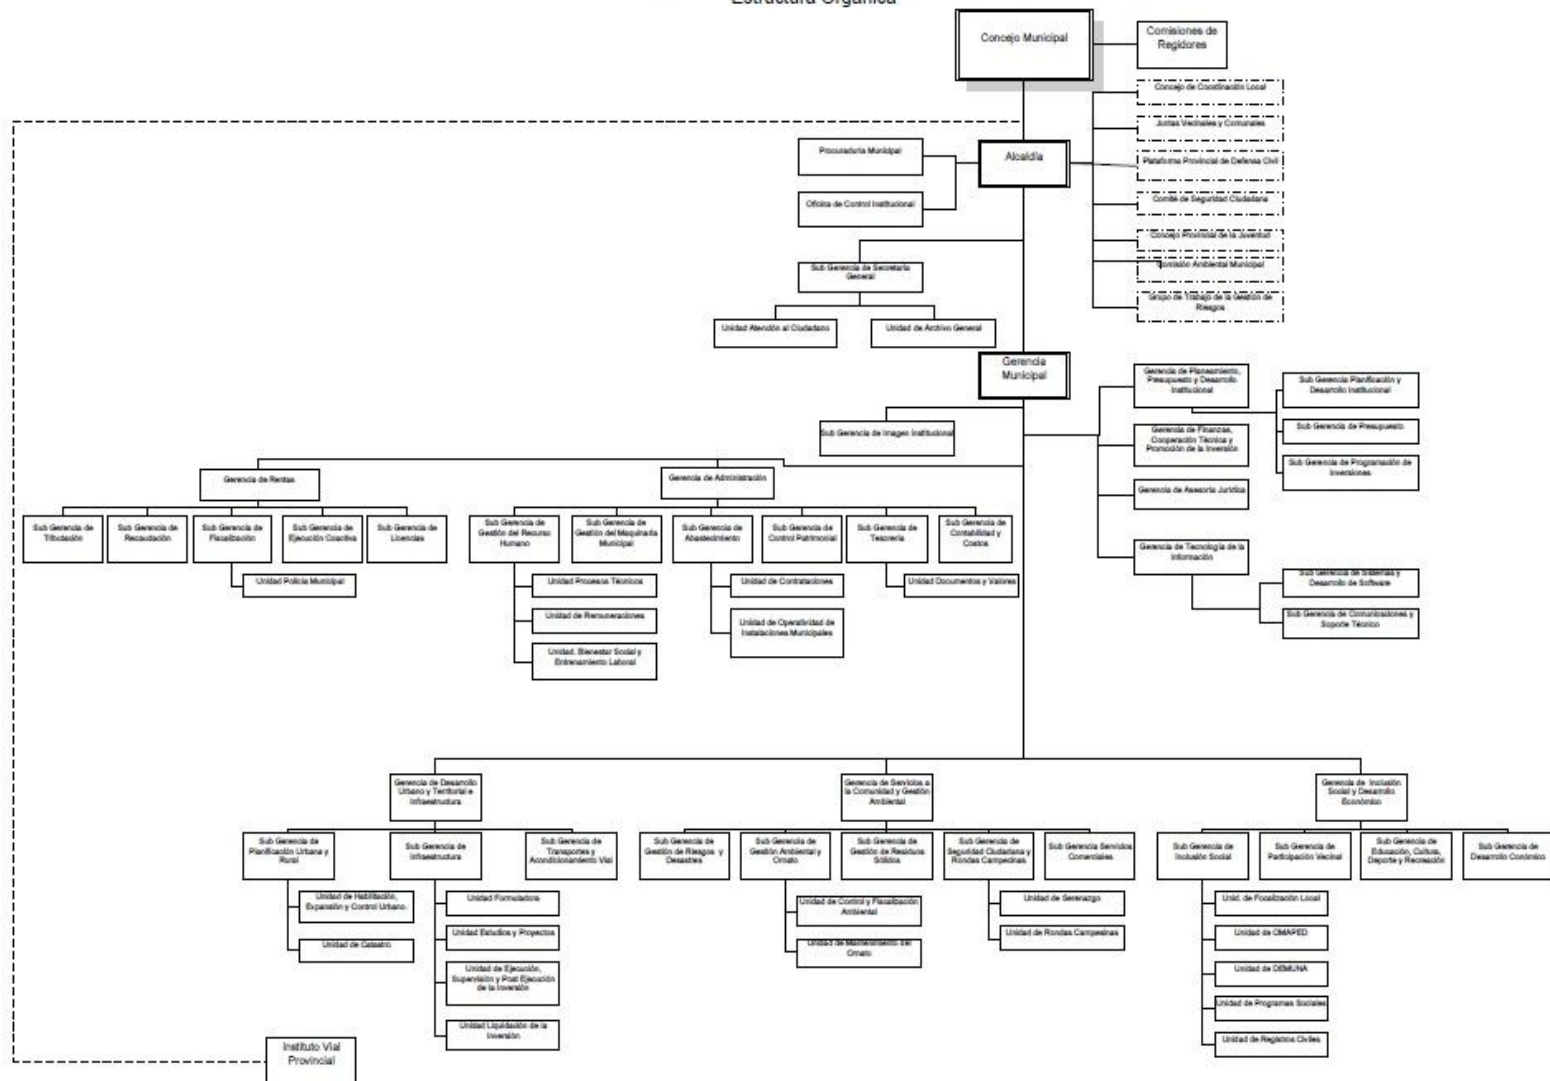 Estructura Orgánica
Concejo Municipal
Comisiones de
Regidores
Concejo de Coordinación Local
Juntas Vecinales y Comunales
Plataforma Provincial de Defensa Civil
Comité de Seguridad Ciudadana
Concejo Provincial de la Juventud
Comisión Ambiental Municipal
Grupo de Trabajo de la Gestión de
Riesgos
Alcaldía
Procuraduría Municipal
Oficina de Control Institucional
Sub Gerencia de Secretaría
General
Unidad Atención al Ciudadano
Unidad de Archivo General
Gerencia
Municipal
Sub Gerencia de Imagen Institucional
Gerencia de Planeamiento,
Presupuesto y Desarrollo
Institucional
Sub Gerencia Planificación y
Desarrollo Institucional
Sub Gerencia de Presupuesto
Sub Gerencia de Programación de
Inversiones
Gerencia de Finanzas,
Cooperación Técnica y
Promoción de la Inversión
Gerencia de Asesoría Jurídica
Gerencia de Tecnología de la
Información
Sub Gerencia de Sistemas y
Desarrollo de Software
Sub Gerencia de Comunicaciones y
Soporte Técnico
Gerencia de Rentas
Sub Gerencia de
Tributación
Sub Gerencia de
Recaudación
Sub Gerencia de
Fiscalización
Sub Gerencia de
Ejecución Coactiva
Sub Gerencia de
Licencias
Unidad Policía Municipal
Gerencia de Administración
Sub Gerencia de
Gestión del Recurso
Humano
Sub Gerencia de
Gestión del Maquinada
Municipal
Sub Gerencia de
Abastecimiento
Sub Gerencia de
Control Patrimonial
Sub Gerencia de
Tesorería
Sub Gerencia de
Contabilidad y
Costos
Unidad Procesos Técnicos
Unidad de Remuneraciones
Unidad. Bienestar Social y
Entrenamiento Laboral
Unidad de Contrataciones
Unidad de Operatividad de
Instalaciones Municipales
Unidad Documentos y Valores
Gerencia de Desarrollo
Urbano y Territorial e
Infraestructura
Sub Gerencia de
Planificación Urbana y
Rural
Sub Gerencia de
Infraestructura
Sub Gerencia de
Transportes y
Acondicionamiento Vial
Unidad de Habilitación,
Expansión y Control Urbano.
Unidad de Catastro
Unidad Formuladora
Unidad Estudios y Proyectos
Unidad de Ejecución,
Supervisión y Post Ejecución
de la Inversión
Unidad Liquidación de la
Inversión
Gerencia de Servicios a
la Comunidad y Gestión
Ambiental
Sub Gerencia de
Gestión de Riesgos y
Desastres
Sub Gerencia de
Gestión Ambiental y
Ornato
Sub Gerencia de
Gestión de Residuos
Sólidos
Sub Gerencia de
Seguridad Ciudadana y
Rondas Campesinas
Sub Gerencia Servicios
Comerciales
Unidad de Control y Fiscalización
Ambiental
Unidad de Mantenimiento del
Ornato
Unidad de Serenazgo
Unidad de Rondas Campesinas
Gerencia de Inclusión
Social y Desarrollo
Económico
Sub Gerencia de
Inclusión Social
Sub Gerencia de
Participación Vecinal
Sub Gerencia de
Educación, Cultura,
Deporte y Recreación
Sub Gerencia de
Desarrollo Conómico
Unid. de Focalización Local
Unidad de OMAPED
Unidad de DEMUNA
Unidad de Programas Sociales
Unidad de Registros Civiles
Instituto Vial
Provincial